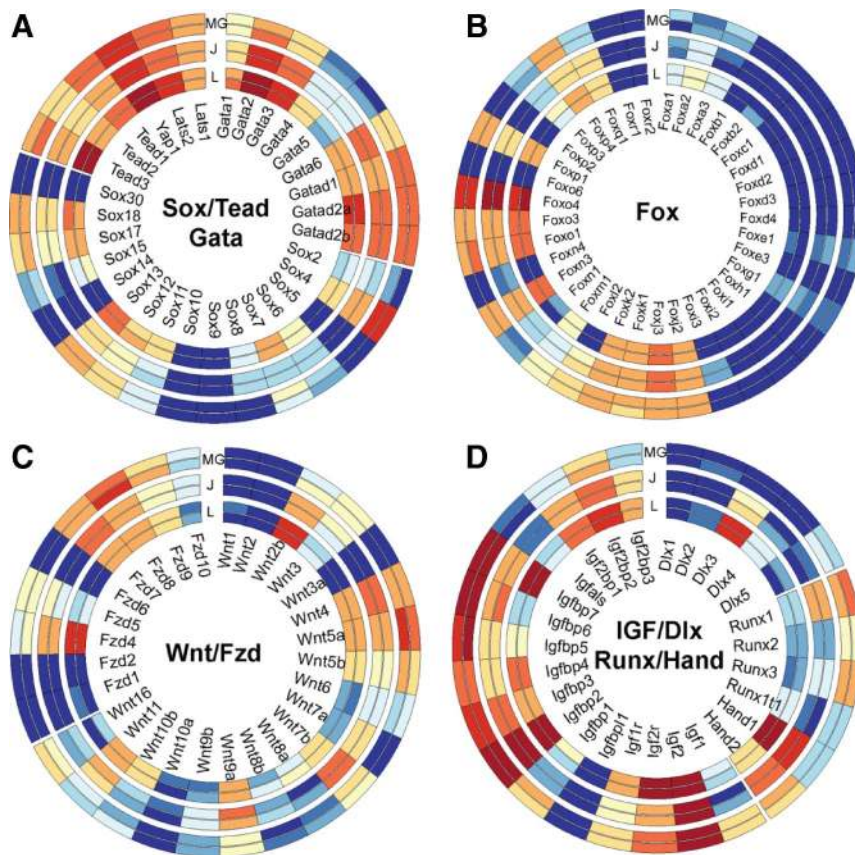 A
MG
J
L
Gata1
Gata2
Gata3
Gata4
Gata5
Gata6
Gatad1
Gatad2a
Gatad2b
Sox2
Sox4
Sox5
Sox6
Sox7
Sox8
Sox9
Sox10
Sox11
Sox12
Sox13
Sox14
Sox15
Sox17
Sox18
Sox30
Tead3
Tead2
Tead1
Yap1
Lats2
Lats1
Sox/Tead
Gata
B
MG
J
L
Foxa1
Foxa2
Foxa3
Foxb1
Foxb2
Foxc1
Foxd1
Foxd2
Foxd3
Foxd4
Foxe1
Foxe3
Foxg1
Foxh1
Foxi1
Foxi2
Foxi3
Foxj2
Foxj3
Foxk1
Foxk2
Foxl2
Foxm1
Foxn1
Foxn3
Foxn4
Foxo1
Foxo3
Foxo4
Foxo6
Foxp1
Foxp2
Foxp3
Foxp4
Foxq1
Foxr1
Foxn2
Fox
C
MG
J
L
Wnt1
Wnt2
Wnt2b
Wnt3
Wnt3a
Wnt4
Wnt5a
Wnt5b
Wnt6
Wnt7a
Wnt7b
Wnt8a
Wnt8b
Wnt9a
Wnt9b
Wnt10a
Wnt10b
Wnt11
Wnt16
Fzd1
Fzd2
Fzd4
Fzd5
Fzd6
Fzd7
Fzd8
Fzd9
Fzd10
Wnt/Fzd
D
MG
J
L
Dlx1
Dlx2
Dlx3
Dlx4
Dlx5
Runx1
Runx2
Runx3
Runx1t1
Hand1
Hand2
Igf1
Igf2
Igf2r
Igf1r
Igfbpl1
Igfbp1
Igfbp2
Igfbp3
Igfbp4
Igfbp5
Igfbp6
Igfbp7
Igfals
Igf2bp1
Igf2bp2
Igf2bp3
IGF/Dlx
Runx/Hand